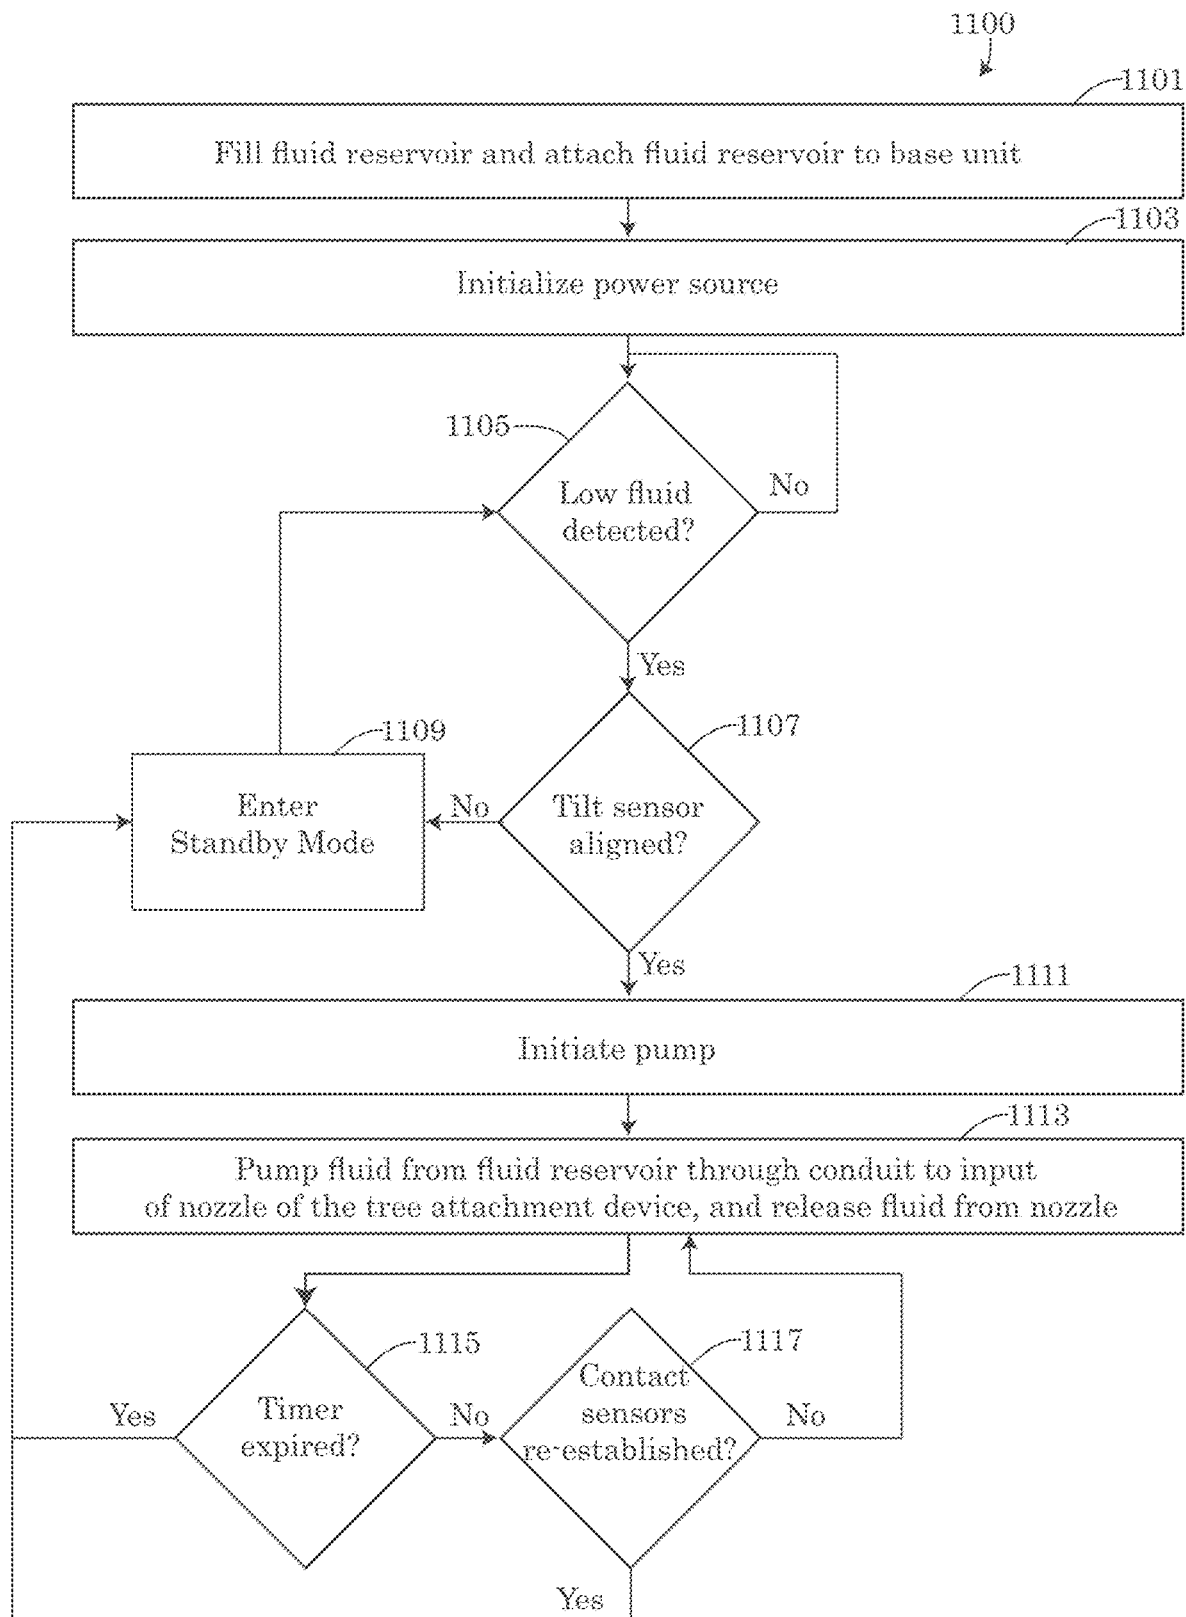 1100
1101
Fill fluid reservoir and attach fluid reservoir to base unit
1103
Initialize power source
1105
Low fluid
detected?
No
Yes
1107
1109
Enter
Standby Mode
No
Tilt sensor
aligned?
Yes
1111
Initiate pump
1113
Pump fluid from fluid reservoir through conduit to input
of nozzle of the tree attachment device, and release fluid from nozzle
1115
1117
Yes
Timer
expired?
No
Contact
sensors
re-established?
No
Yes